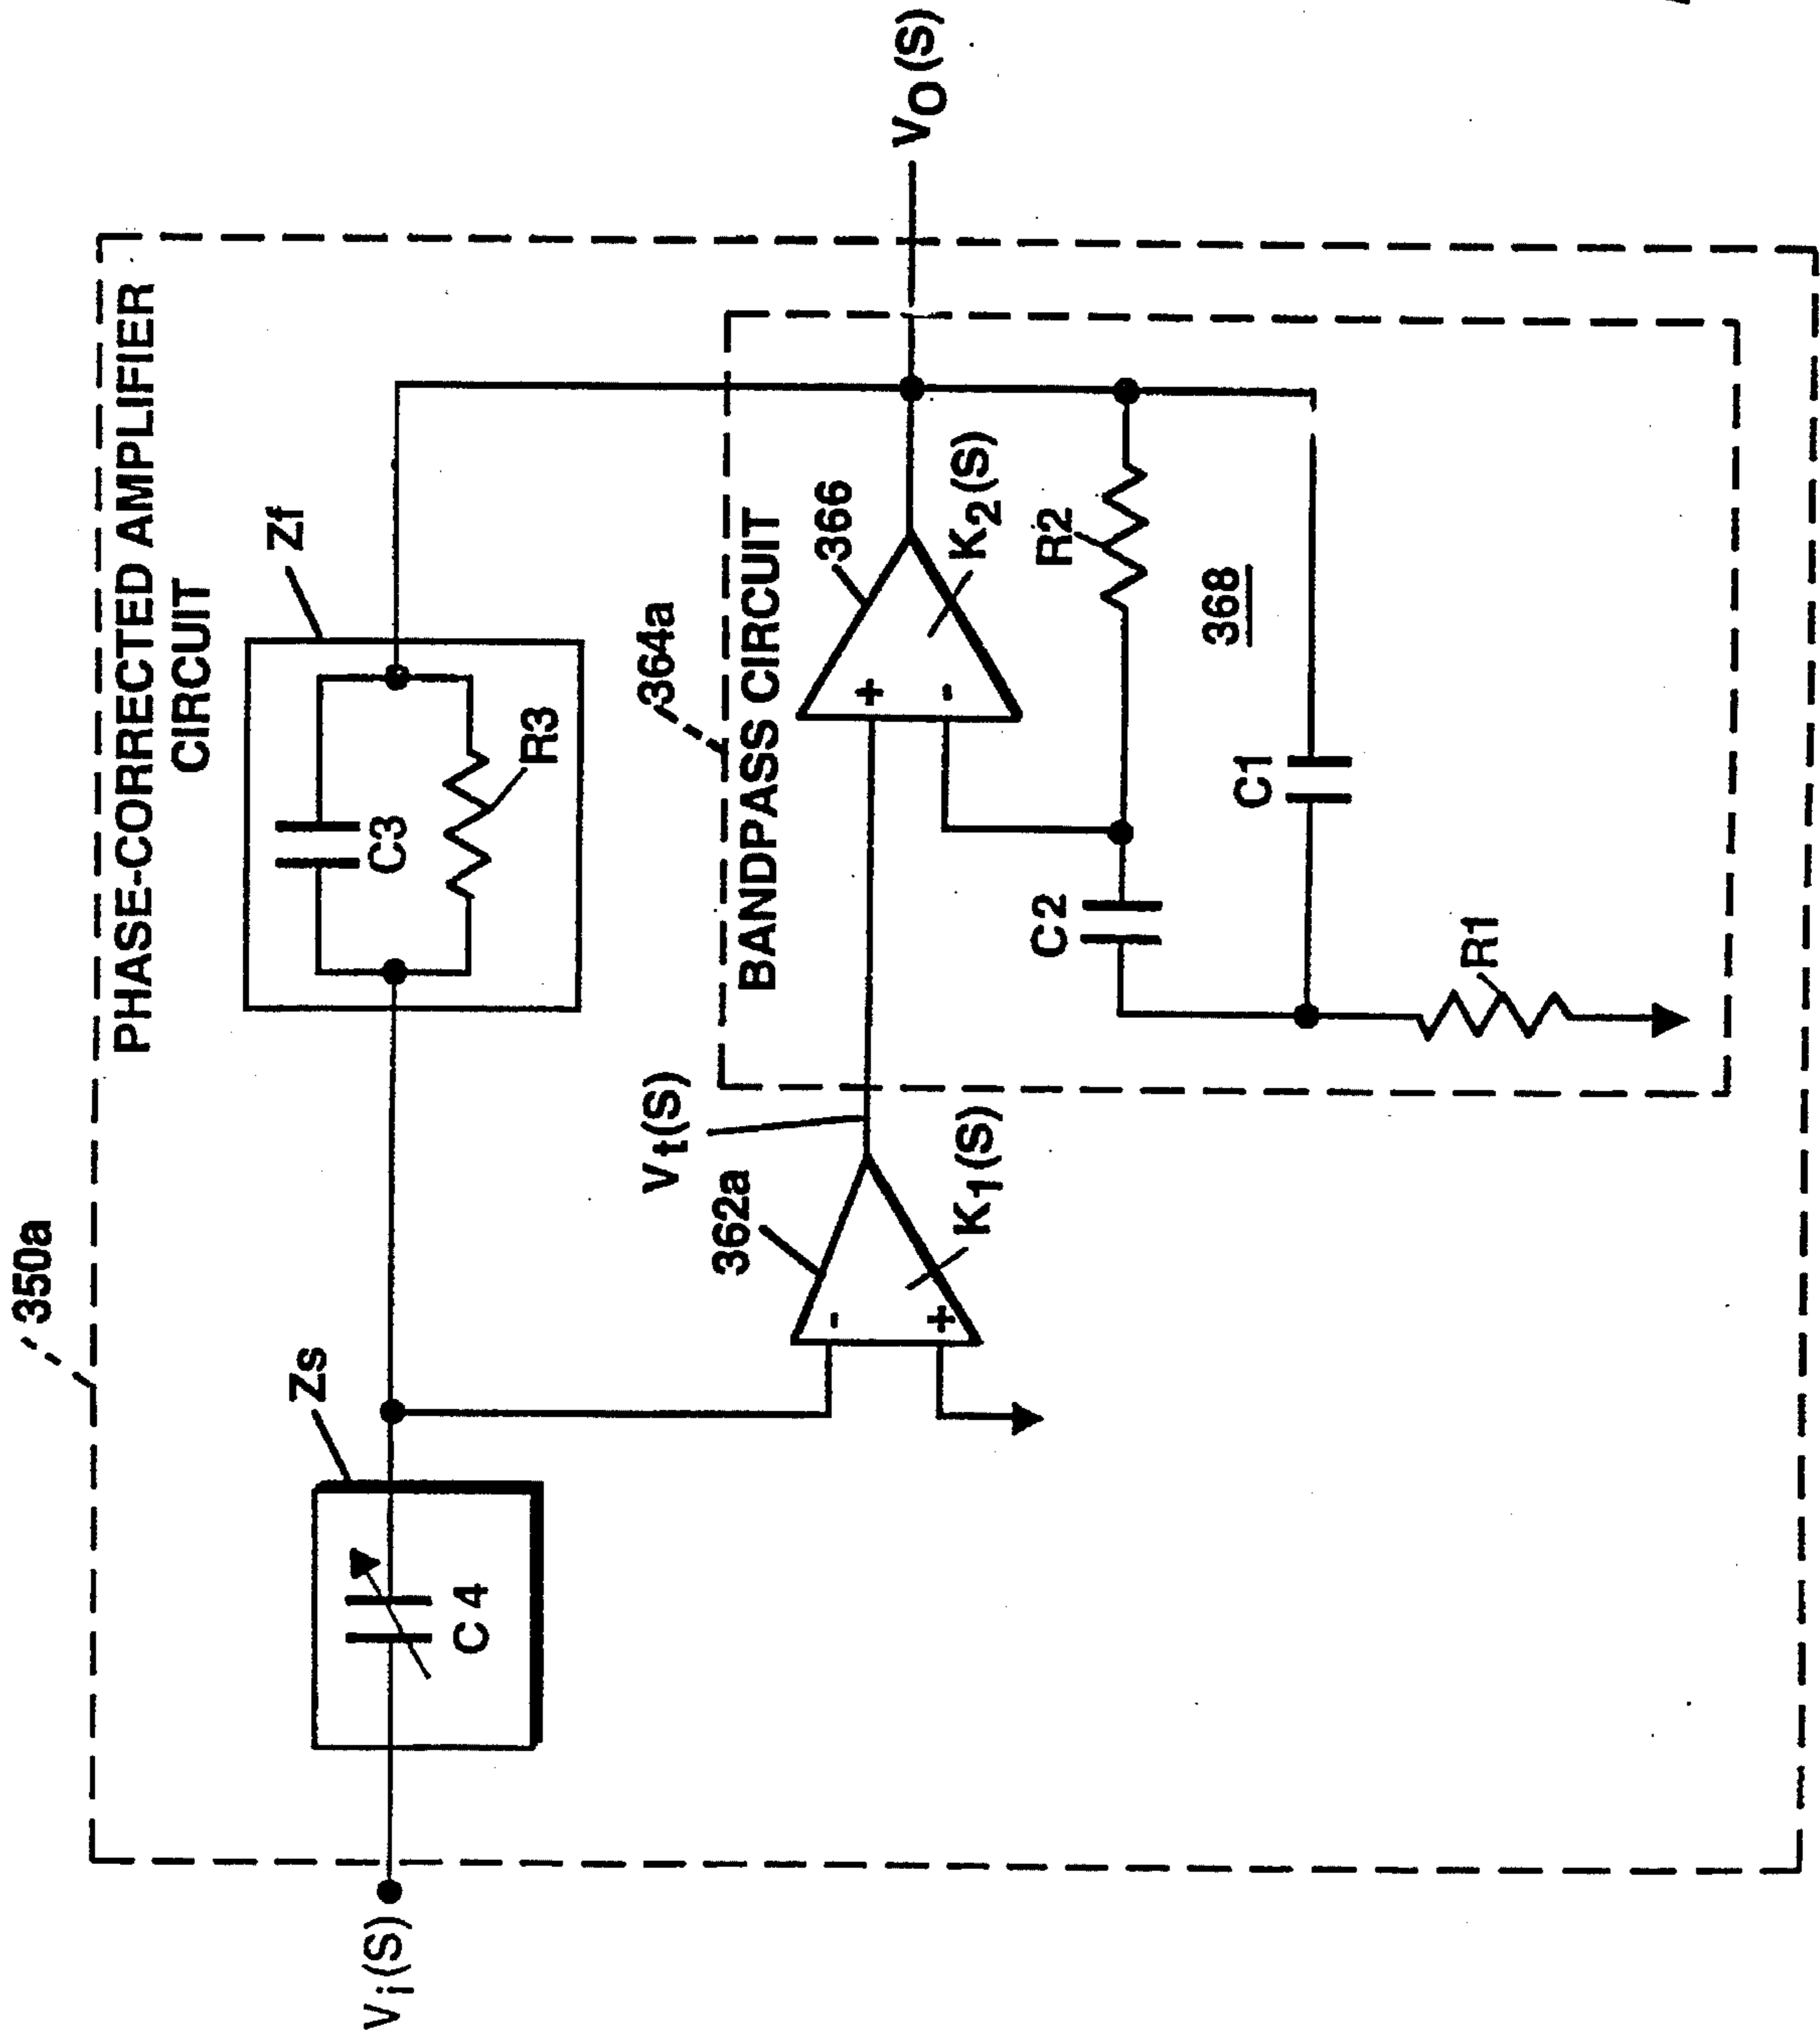 350a
PHASE-CORRECTED AMPLIFIER
CIRCUIT
Zs
Zf
C4
C3
R3
Vi(S)
362a
Vt(S)
K1(S)
-
+
364a
BANDPASS CIRCUIT
366
+
-
K2(S)
VO(S)
C2
R2
368
C1
R1